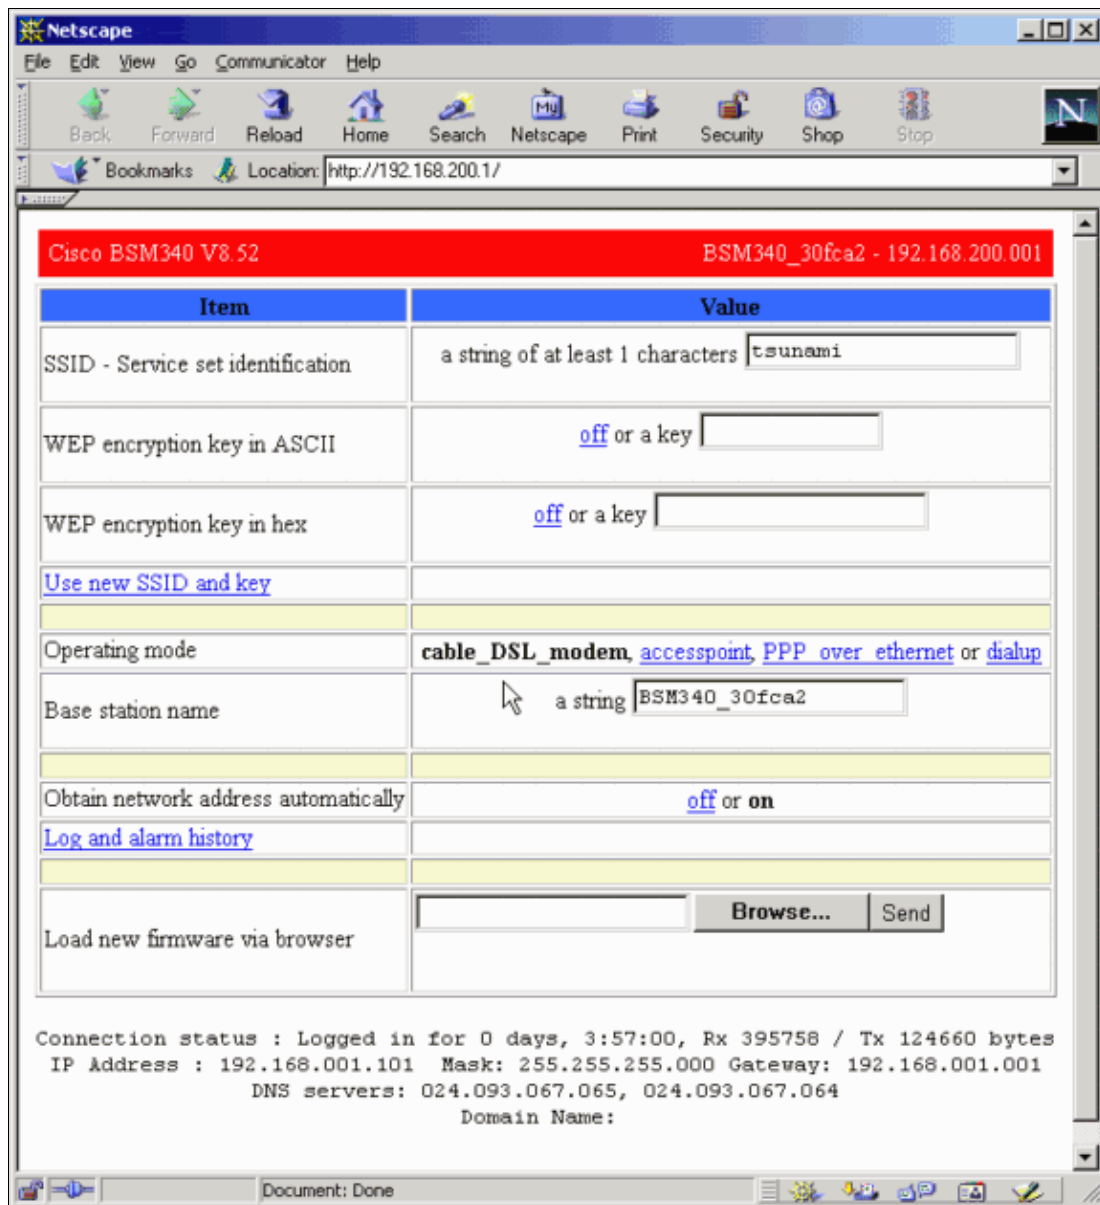 Netscape
File Edit View Go Communicator Help
Back Forward Reload Home Search Netscape Print Security Shop Stop
My
N
Bookmarks Location: http://192.168.200.1/
Cisco BSM340 V8.52 BSM340_30fca2 - 192.168.200.001
Item Value
SSID - Service set identification a string of at least 1 characters tsunami
WEP encryption key in ASCII off or a key
WEP encryption key in hex off or a key
Use new SSID and key
Operating mode cable_DSL_modem, accesspoint, PPP_over_ethernet or dialup
Base station name a string BSM340_30fca2
Obtain network address automatically off or on
Log and alarm history
Load new firmware via browser Browse... Send
Connection status : Logged in for 0 days, 3:57:00, Rx 395758 / Tx 124660 bytes
IP Address : 192.168.001.101 Mask: 255.255.255.000 Gateway: 192.168.001.001
DNS servers: 024.093.067.065, 024.093.067.064
Domain Name:
Document: Done